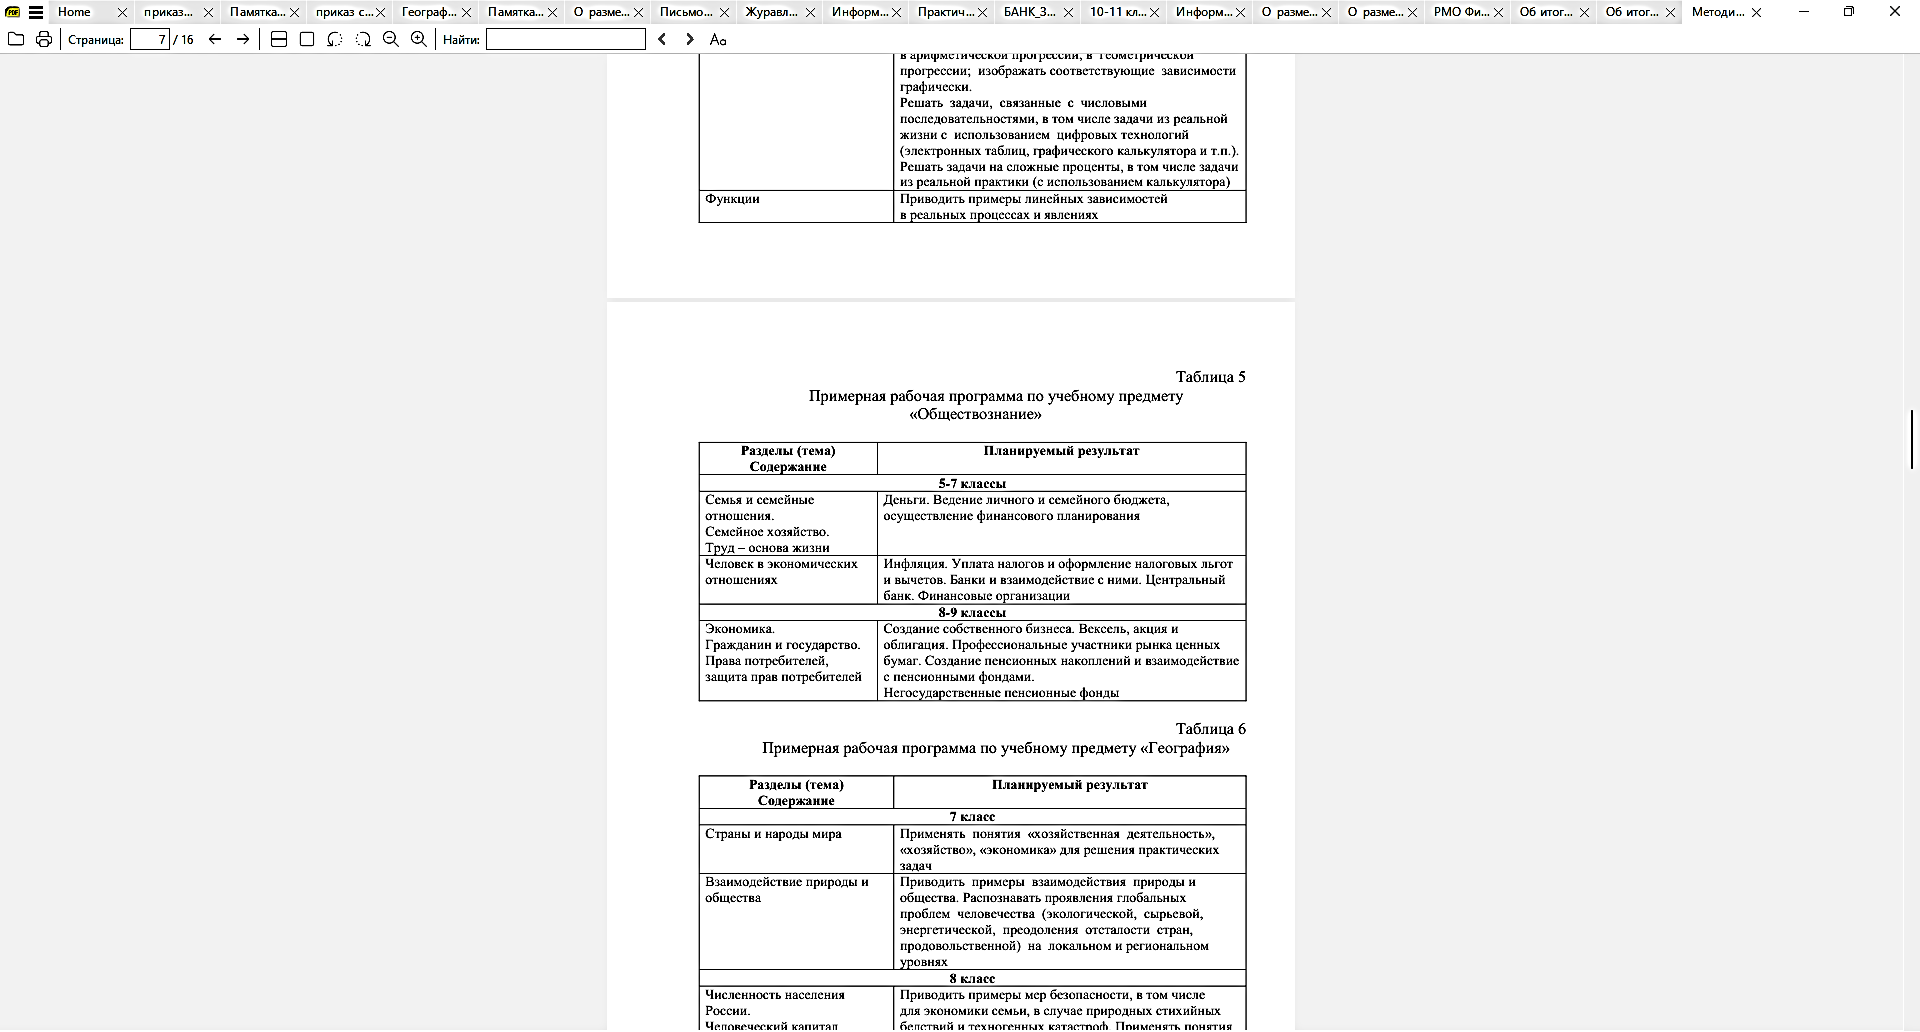 Home
приказ...
Памятка...
приказ с...
Географ...
Памятка...
О разме...
Письмо...
Журавл...
Информ...
Практич...
БАНК_З...
10-11 кл...
Информ...
О разме...
О разме...
РМО Фи...
Об итог...
Об итог...
Методи...
Страница: 7 / 16
Найти:
Aa
в арифметической прогрессии, в геометрической
прогрессии; изображать соответствующие зависимости
графически.
Решать задачи, связанные с числовыми
последовательностями, в том числе задачи из реальной
жизни с использованием цифровых технологий
(электронных таблиц, графического калькулятора и т.п.).
Решать задачи на сложные проценты, в том числе задачи
из реальной практики (с использованием калькулятора)
Функции
Приводить примеры линейных зависимостей
в реальных процессах и явлениях
Таблица 5
Примерная рабочая программа по учебному предмету
«Обществознание»
Разделы (тема)
Содержание
Планируемый результат
5-7 классы
Семья и семейные
отношения.
Семейное хозяйство.
Труд – основа жизни
Деньги. Ведение личного и семейного бюджета,
осуществление финансового планирования
Человек в экономических
отношениях
Инфляция. Уплата налогов и оформление налоговых льгот
и вычетов. Банки и взаимодействие с ними. Центральный
банк. Финансовые организации
8-9 классы
Экономика.
Гражданин и государство.
Права потребителей,
защита прав потребителей
Создание собственного бизнеса. Вексель, акция и
облигация. Профессиональные участники рынка ценных
бумаг. Создание пенсионных накоплений и взаимодействие
с пенсионными фондами.
Негосударственные пенсионные фонды
Таблица 6
Примерная рабочая программа по учебному предмету «География»
Разделы (тема)
Содержание
Планируемый результат
7 класс
Страны и народы мира
Применять понятия «хозяйственная деятельность»,
«хозяйство», «экономика» для решения практических
задач
Взаимодействие природы и
общества
Приводить примеры взаимодействия природы и
общества. Распознавать проявления глобальных
проблем человечества (экологической, сырьевой,
энергетической, преодоления отсталости стран,
продовольственной) на локальном и региональном
уровнях
8 класс
Численность населения
России.
Человеческий капитал
Приводить примеры мер безопасности, в том числе
для экономики семьи, в случае природных стихийных
бедствий и техногенных катастроф. Применять понятия